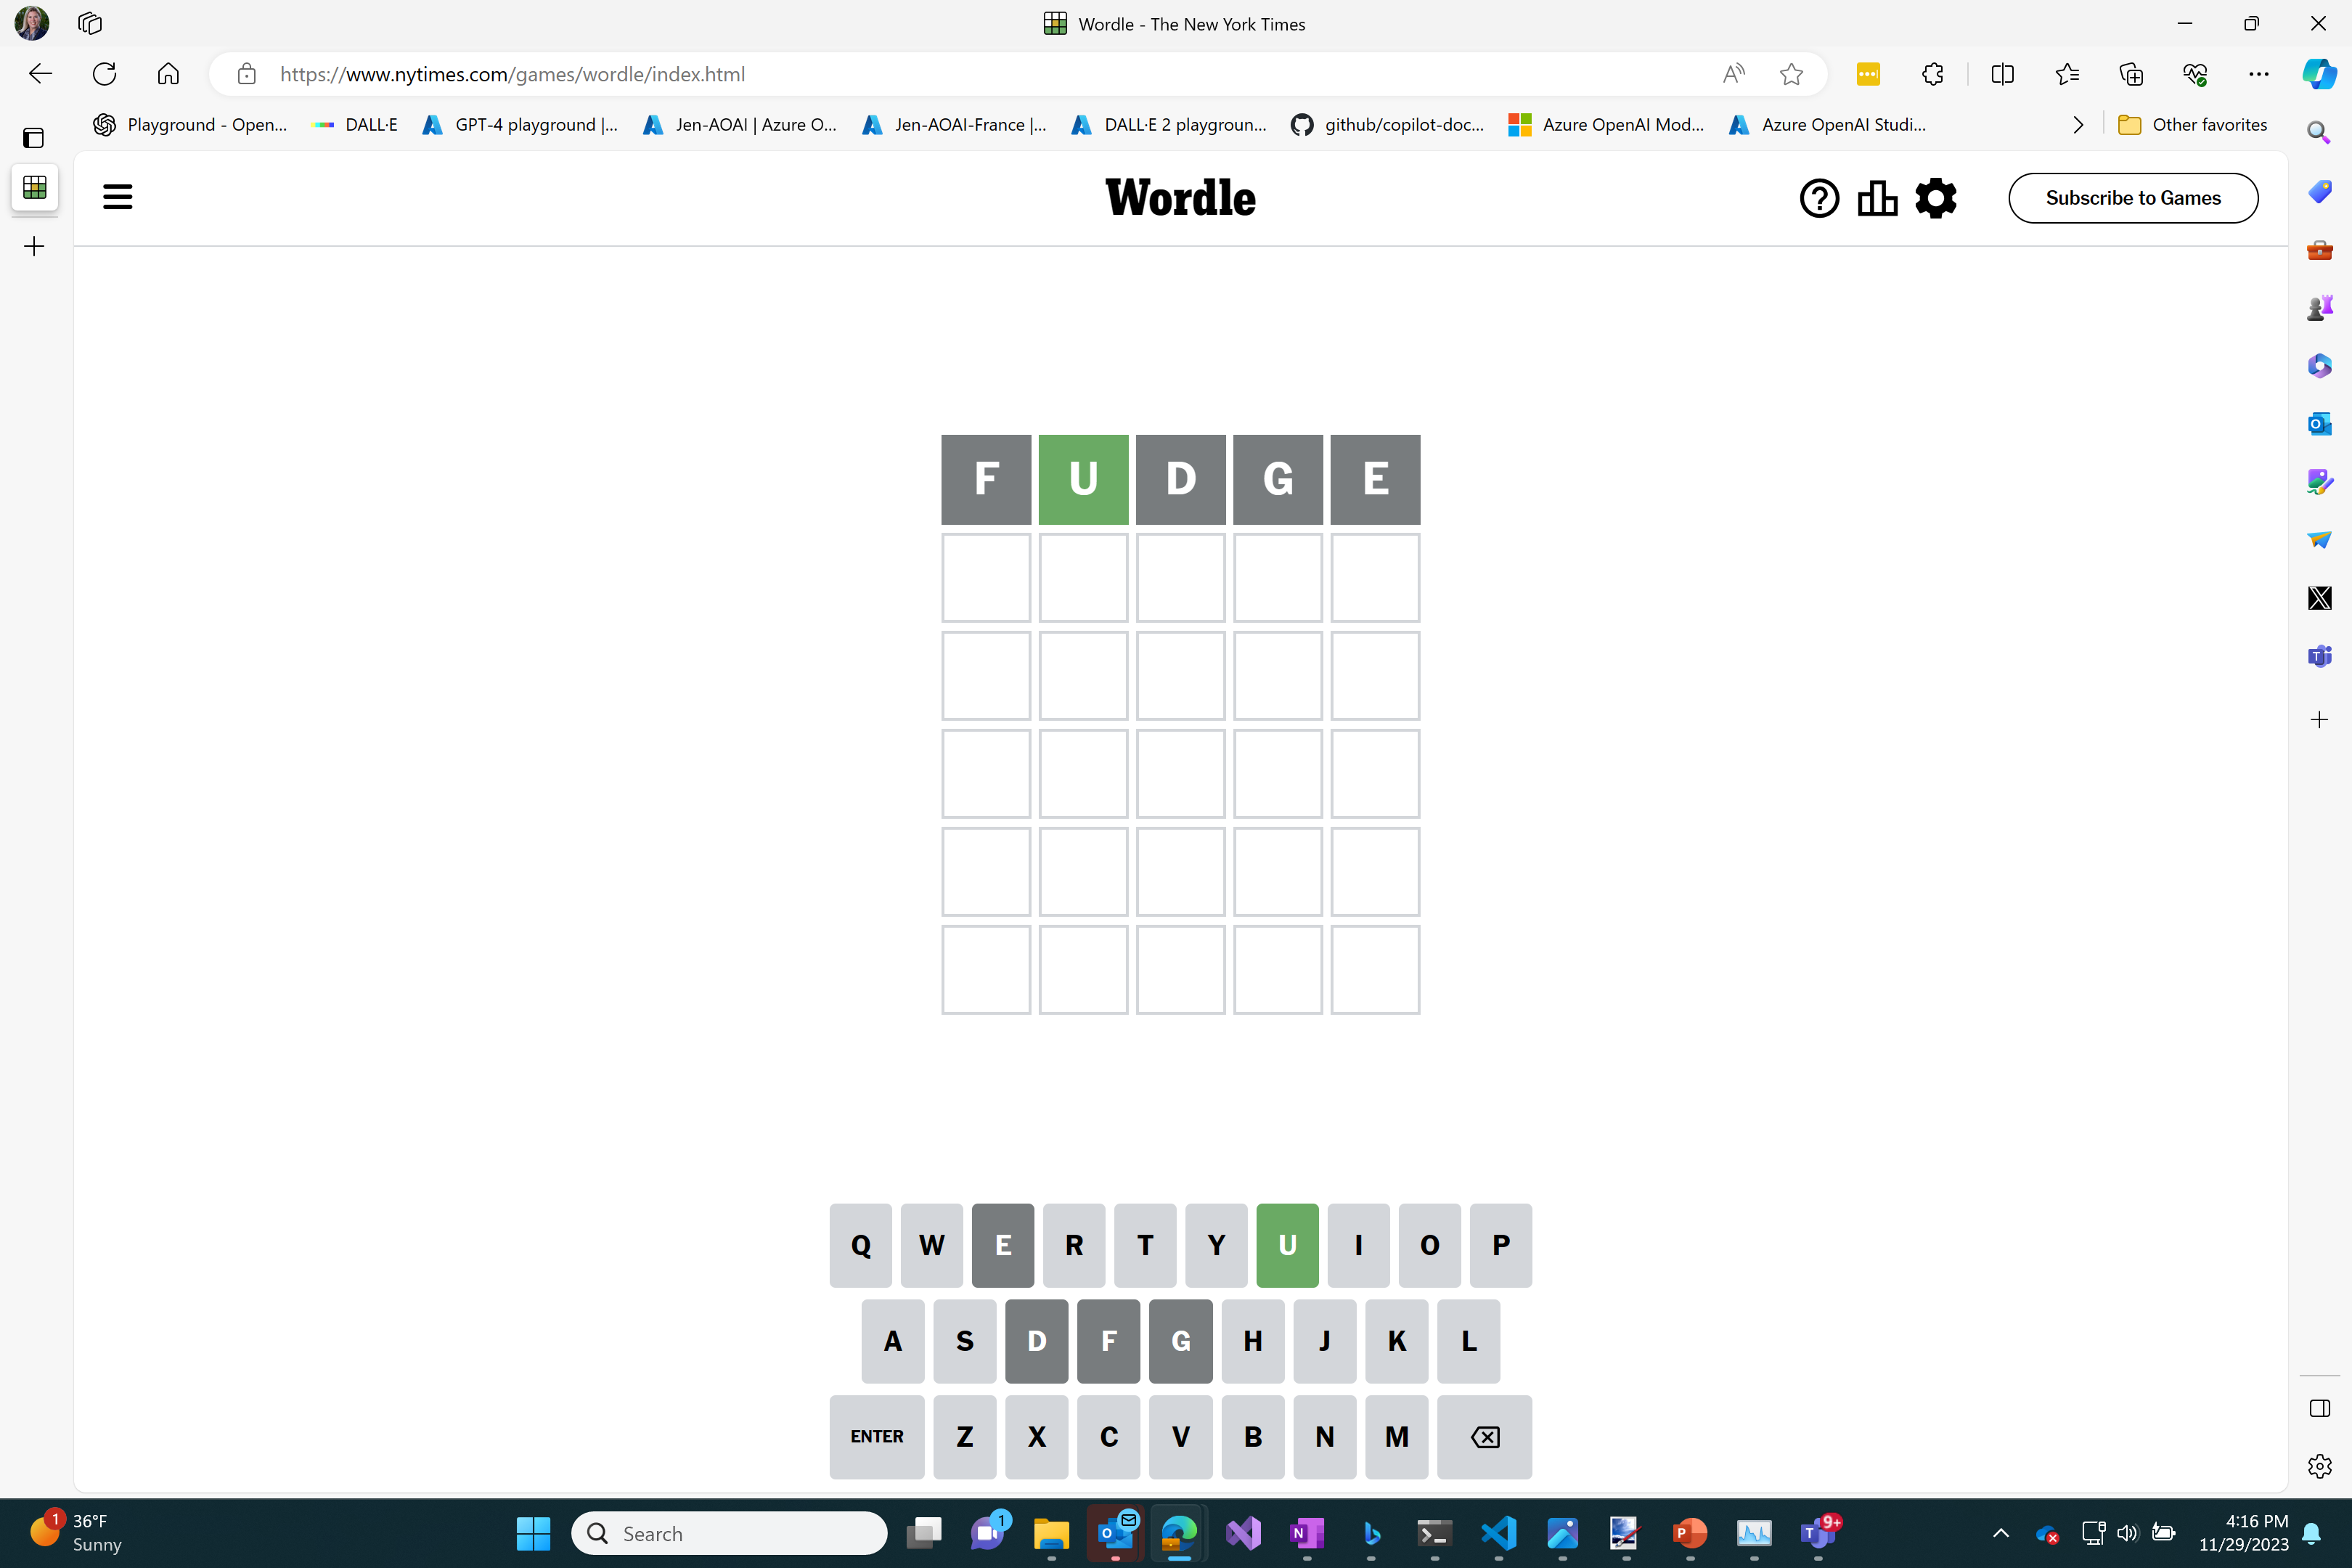 Wordle - The New York Times
https://www.nytimes.com/games/wordle/index.html
Playground - Open... DALL·E GPT-4 playground |... Jen-AOAI | Azure O... Jen-AOAI-France |... DALL·E 2 playgroun... github/copilot-doc... Azure OpenAI Mod... Azure OpenAI Studi... Other favorites
Wordle
Subscribe to Games
F U D G E
Q W E R T Y U I O P
A S D F G H J K L
ENTER Z X C V B N M
1 36°F
Sunny
Search
1
9+
4:16 PM
11/29/2023